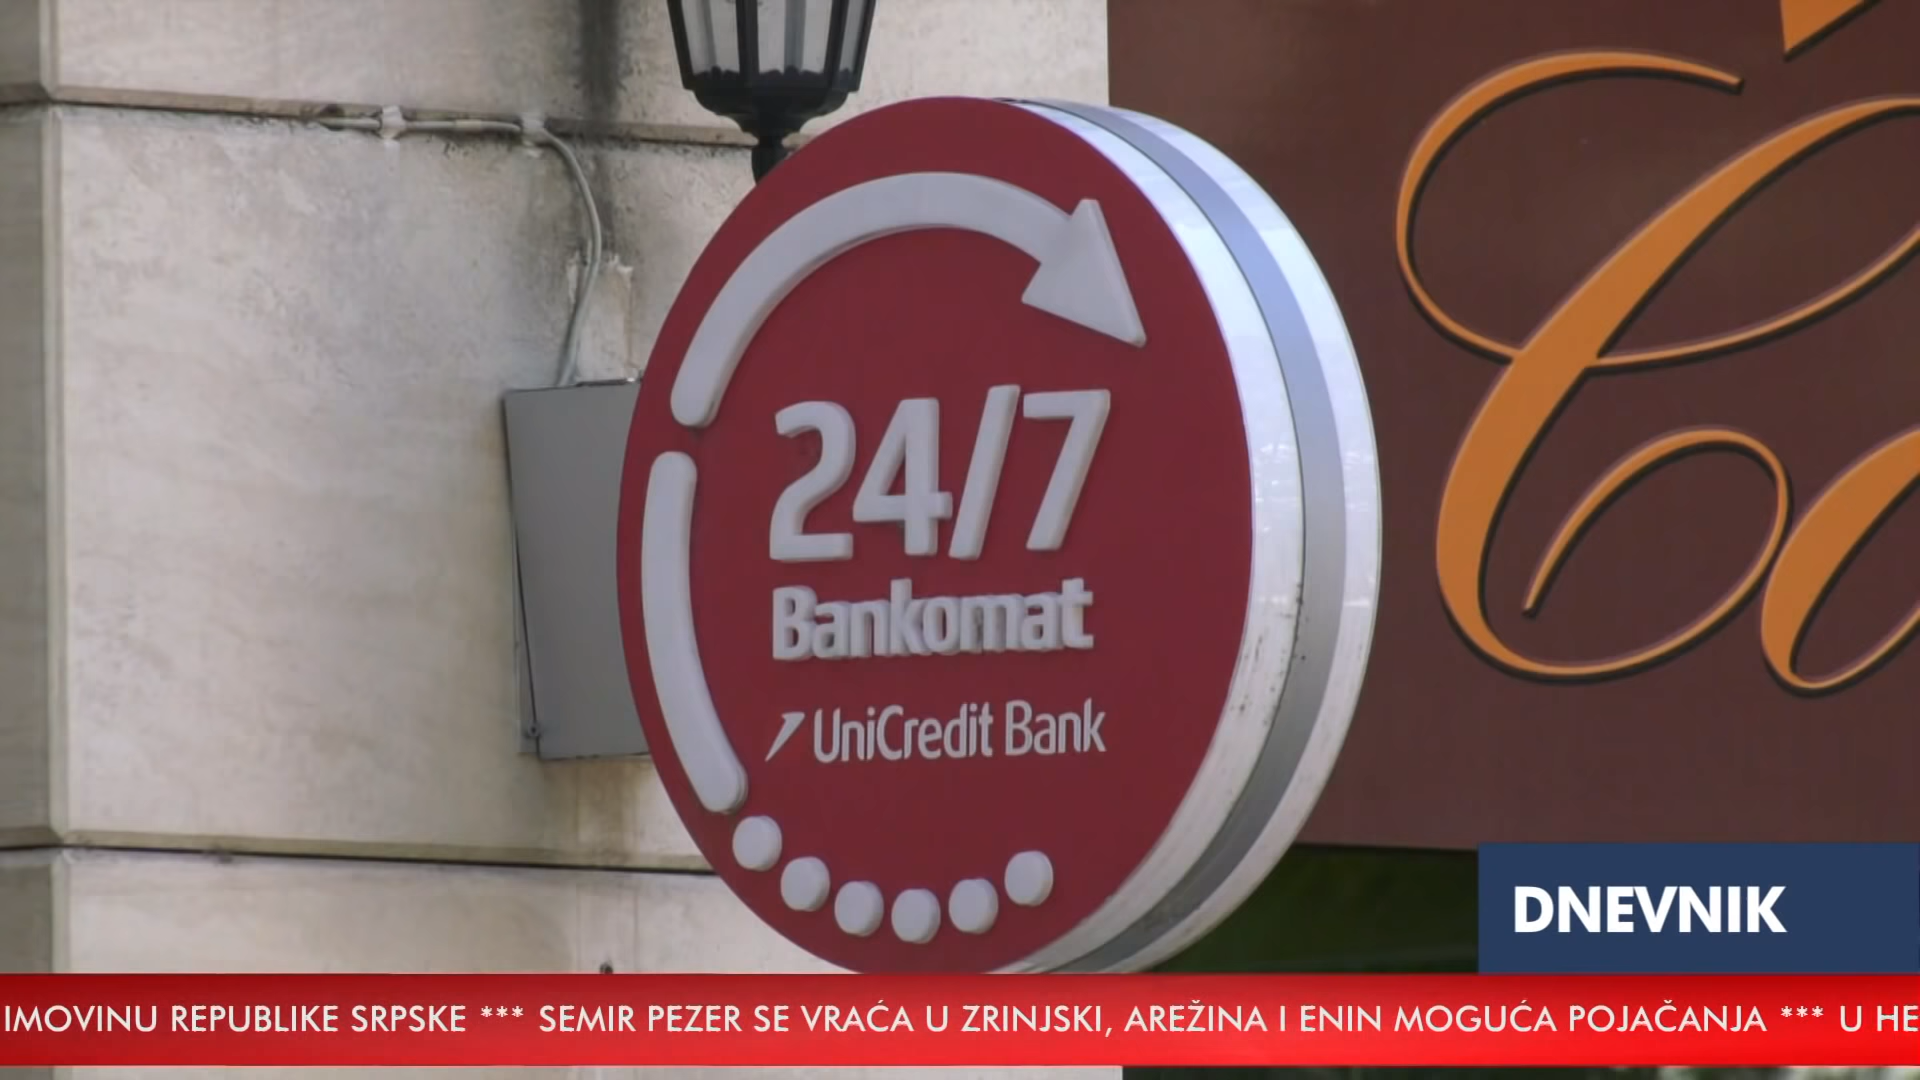 24/7
Bankomat
UniCredit Bank
DNEVNIK
IMOVINU REPUBLIKE SRPSKE *** SEMIR PEZER SE VRAĆA U ZRINJSKI, AREŽINA I ENIN MOGUĆA POJAČANJA *** U HE